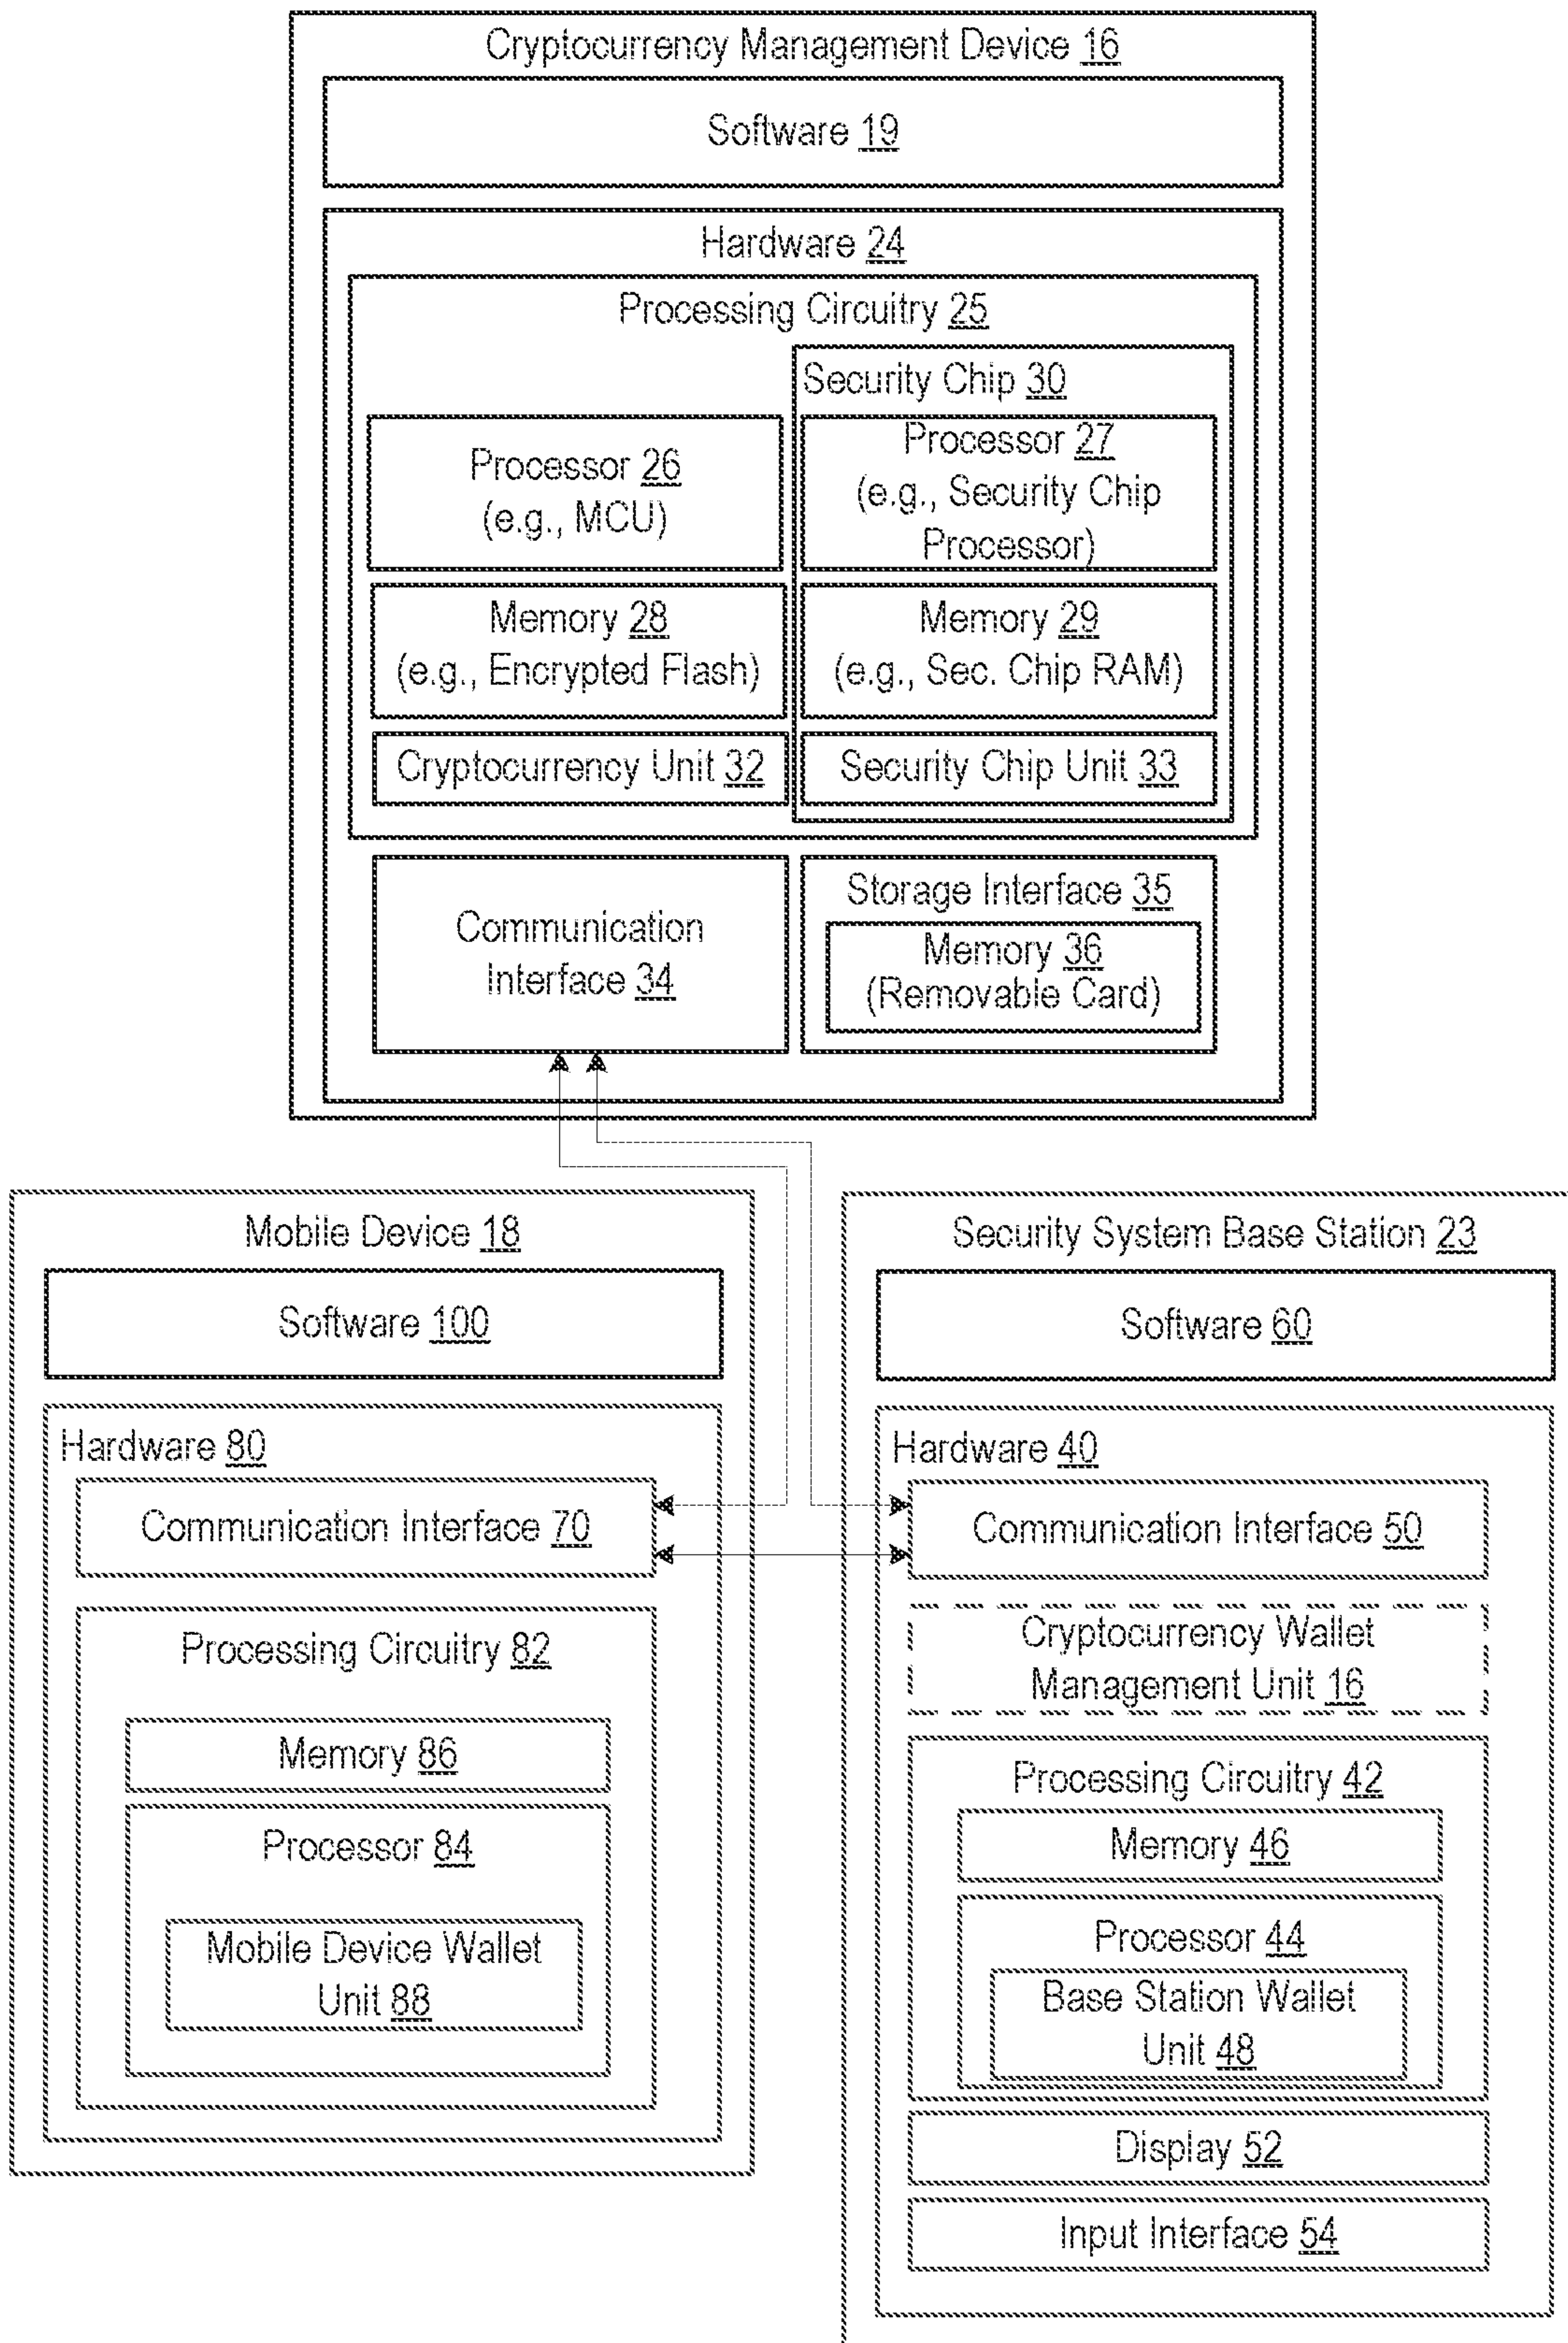 Cryptocurrency Management Device 16
Software 19
Hardware 24
Processing Circuitry 25
Security Chip 30
Processor 26
(e.g., MCU)
Processor 27
(e.g., Security Chip
Processor)
Memory 28
(e.g., Encrypted Flash)
Memory 29
(e.g., Sec. Chip RAM)
Cryptocurrency Unit 32
Security Chip Unit 33
Communication
Interface 34
Storage Interface 35
Memory 36
(Removable Card)
Mobile Device 18
Software 100
Hardware 80
Communication Interface 70
Processing Circuitry 82
Memory 86
Processor 84
Mobile Device Wallet
Unit 88
Security System Base Station 23
Software 60
Hardware 40
Communication Interface 50
Cryptocurrency Wallet
Management Unit 16
Processing Circuitry 42
Memory 46
Processor 44
Base Station Wallet
Unit 48
Display 52
Input Interface 54